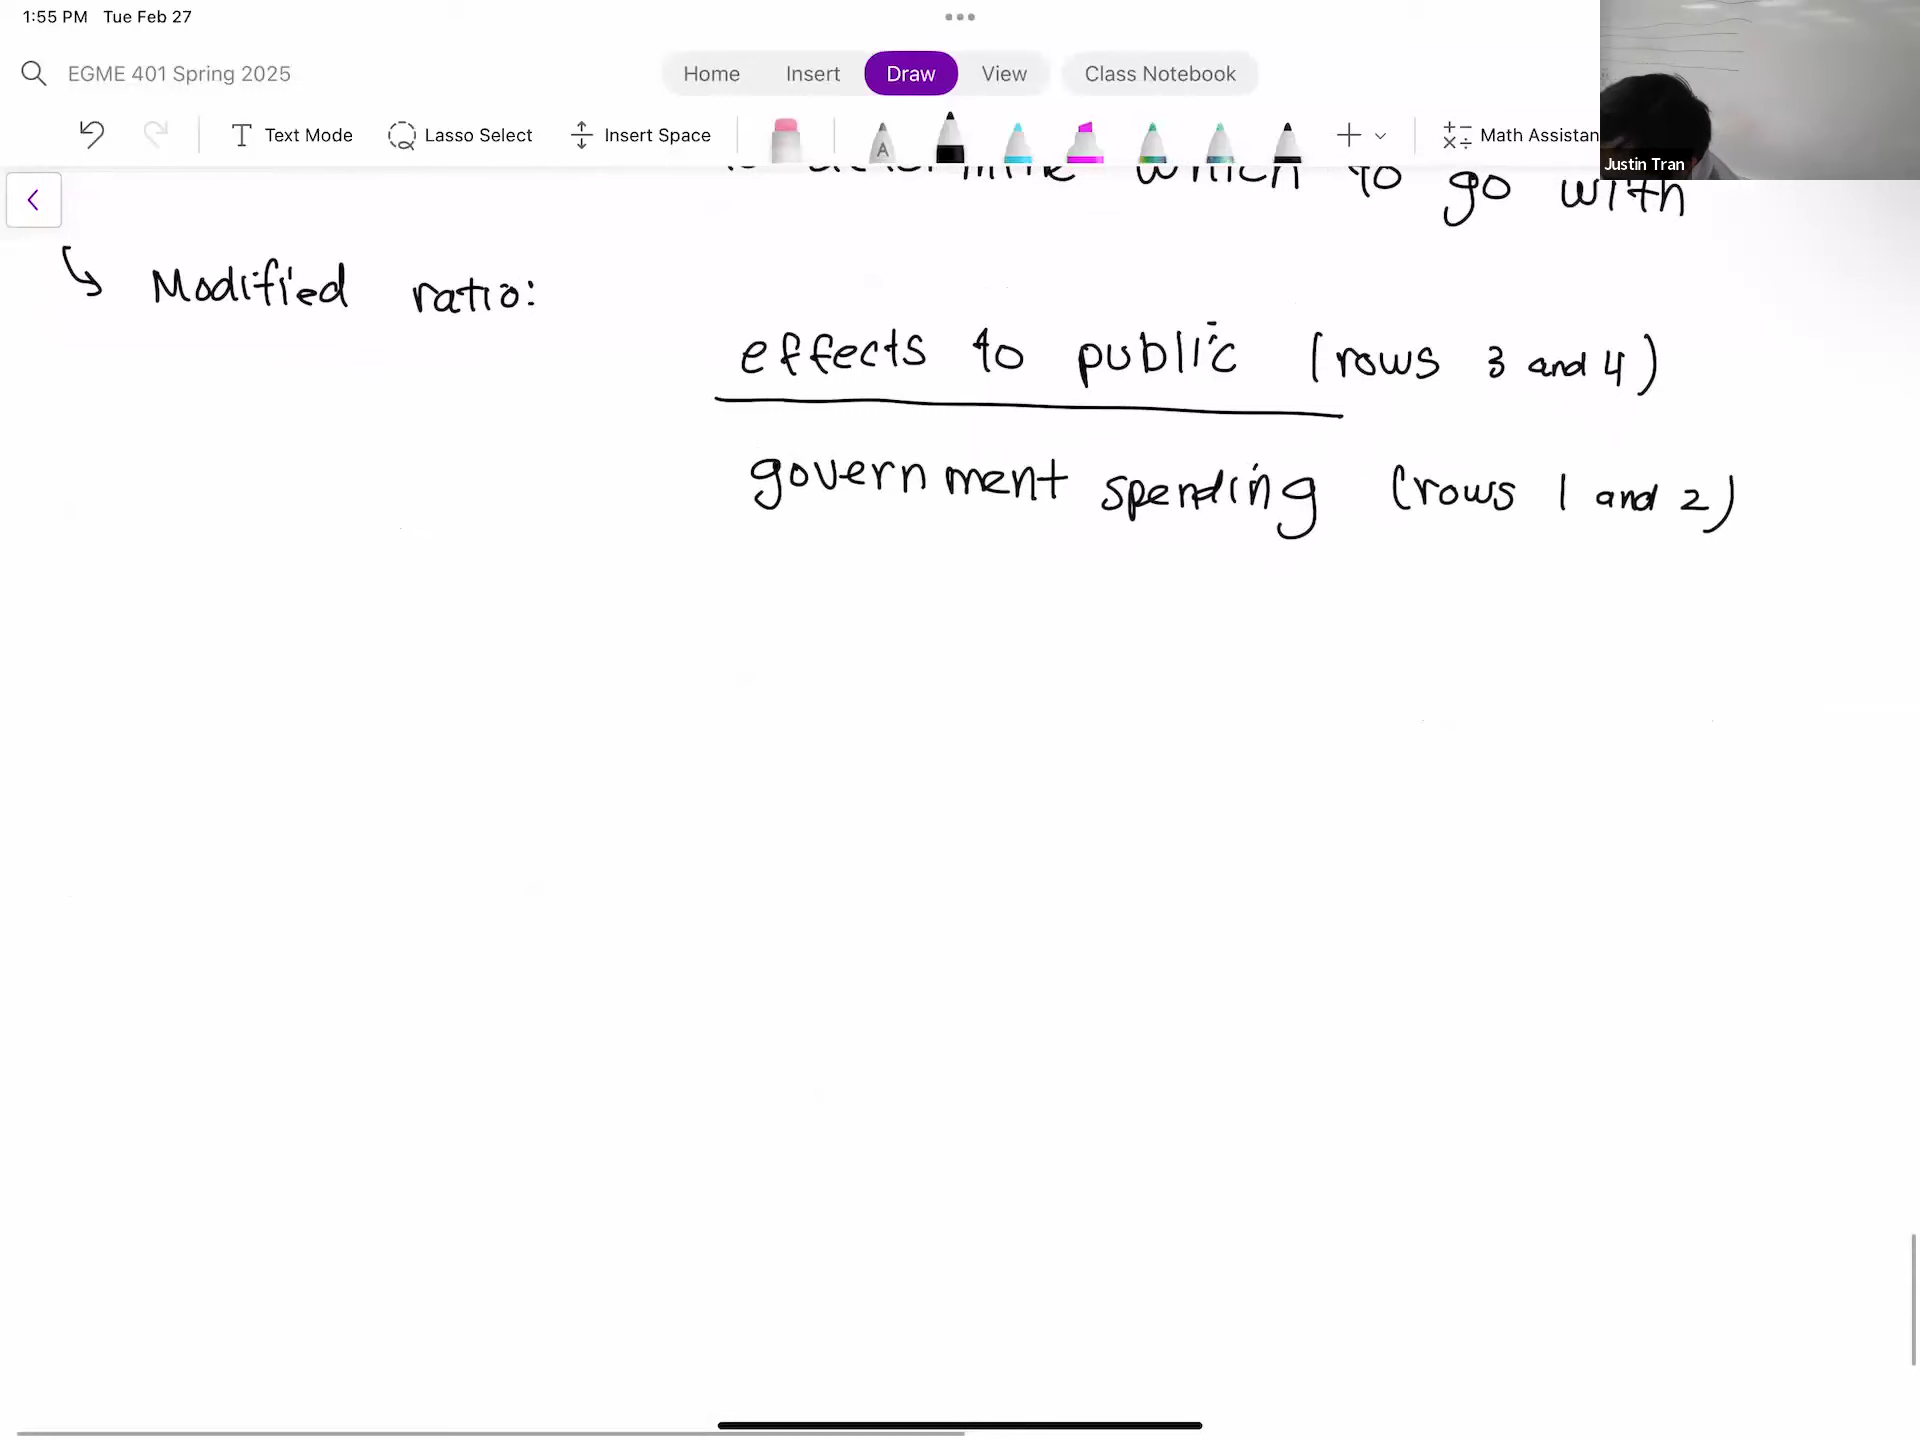 1:55 PM Tue Feb 27
EGME 401 Spring 2025
Home Insert Draw View Class Notebook
Text Mode Lasso Select Insert Space A Math Assistan
Justin Tran
which to go with
Modified ratio:
effects to public (rows 3 and 4)
government spending (rows 1 and 2)